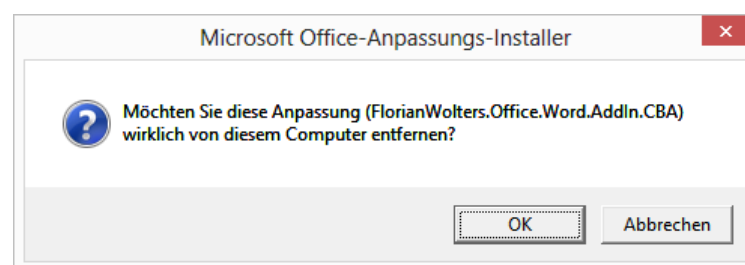 Microsoft Office-Anpassungs-Installer
Möchten Sie diese Anpassung (FlorianWolters.Office.Word.AddIn.CBA)
wirklich von diesem Computer entfernen?
OK
Abbrechen